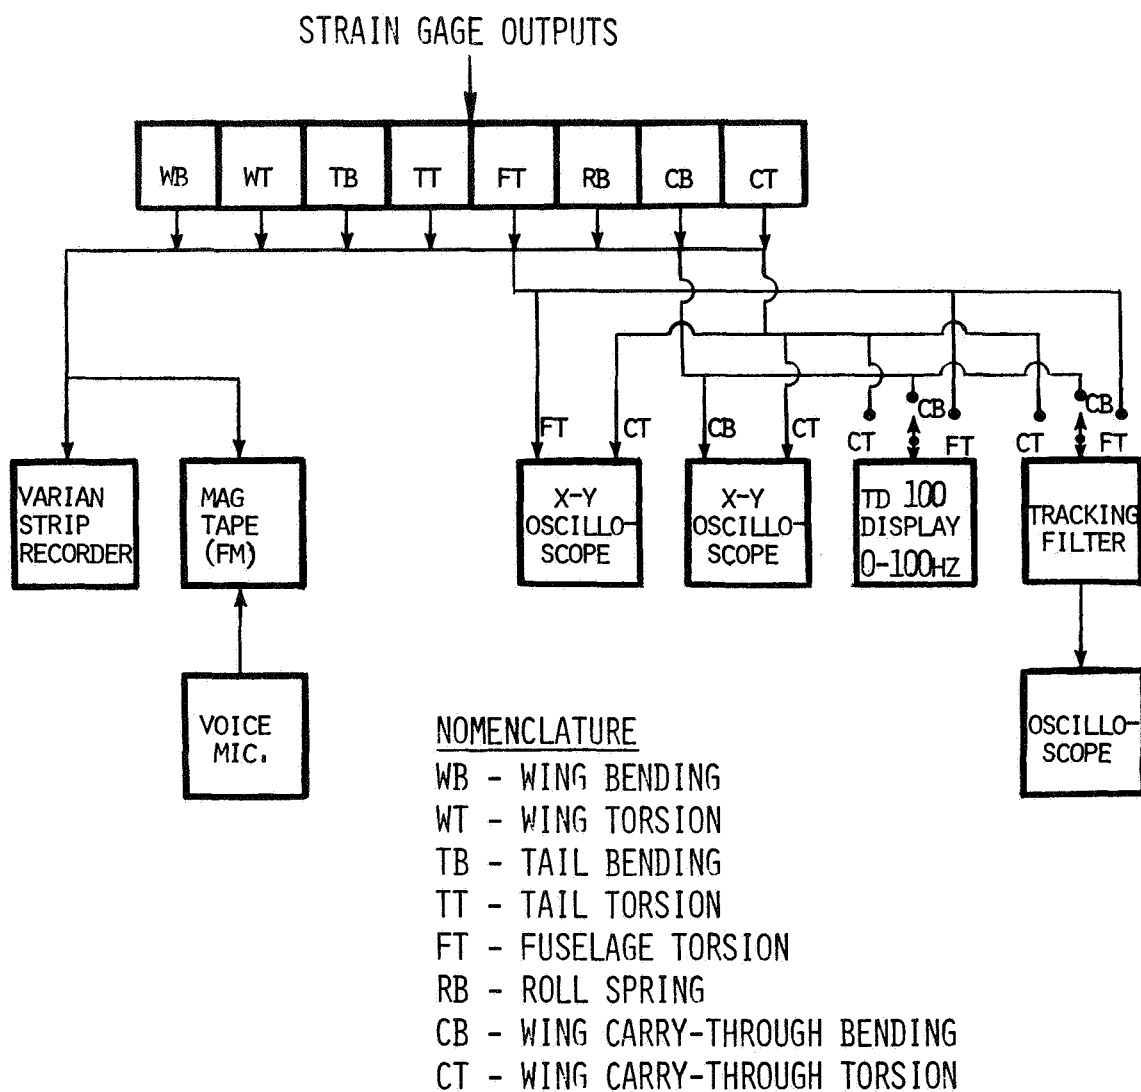 STRAIN GAGE OUTPUTS
WB WT TB TT FT RB CB CT
FT CT CB CT CT CB FT CT CB FT
VARIAN
STRIP
RECORDER
MAG
TAPE
(FM)
X-Y
OSCILLO-
SCOPE
X-Y
OSCILLO-
SCOPE
TD 100
DISPLAY
0-100HZ
TRACKING
FILTER
VOICE
MIC.
OSCILLO-
SCOPE
NOMENCLATURE
WB - WING BENDING
WT - WING TORSION
TB - TAIL BENDING
TT - TAIL TORSION
FT - FUSELAGE TORSION
RB - ROLL SPRING
CB - WING CARRY-THROUGH BENDING
CT - WING CARRY-THROUGH TORSION